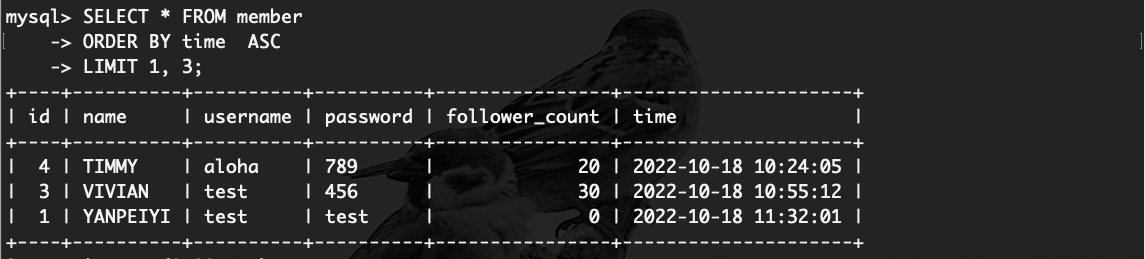 mysql> SELECT * FROM member
    -> ORDER BY time  ASC
    -> LIMIT 1, 3;
+----+----------+----------+----------+----------------+---------------------+
| id | name     | username | password | follower_count | time                |
+----+----------+----------+----------+----------------+---------------------+
|  4 | TIMMY    | aloha    | 789      |             20 | 2022-10-18 10:24:05 |
|  3 | VIVIAN   | test     | 456      |             30 | 2022-10-18 10:55:12 |
|  1 | YANPEIYI | test     | test     |              0 | 2022-10-18 11:32:01 |
+----+----------+----------+----------+----------------+---------------------+